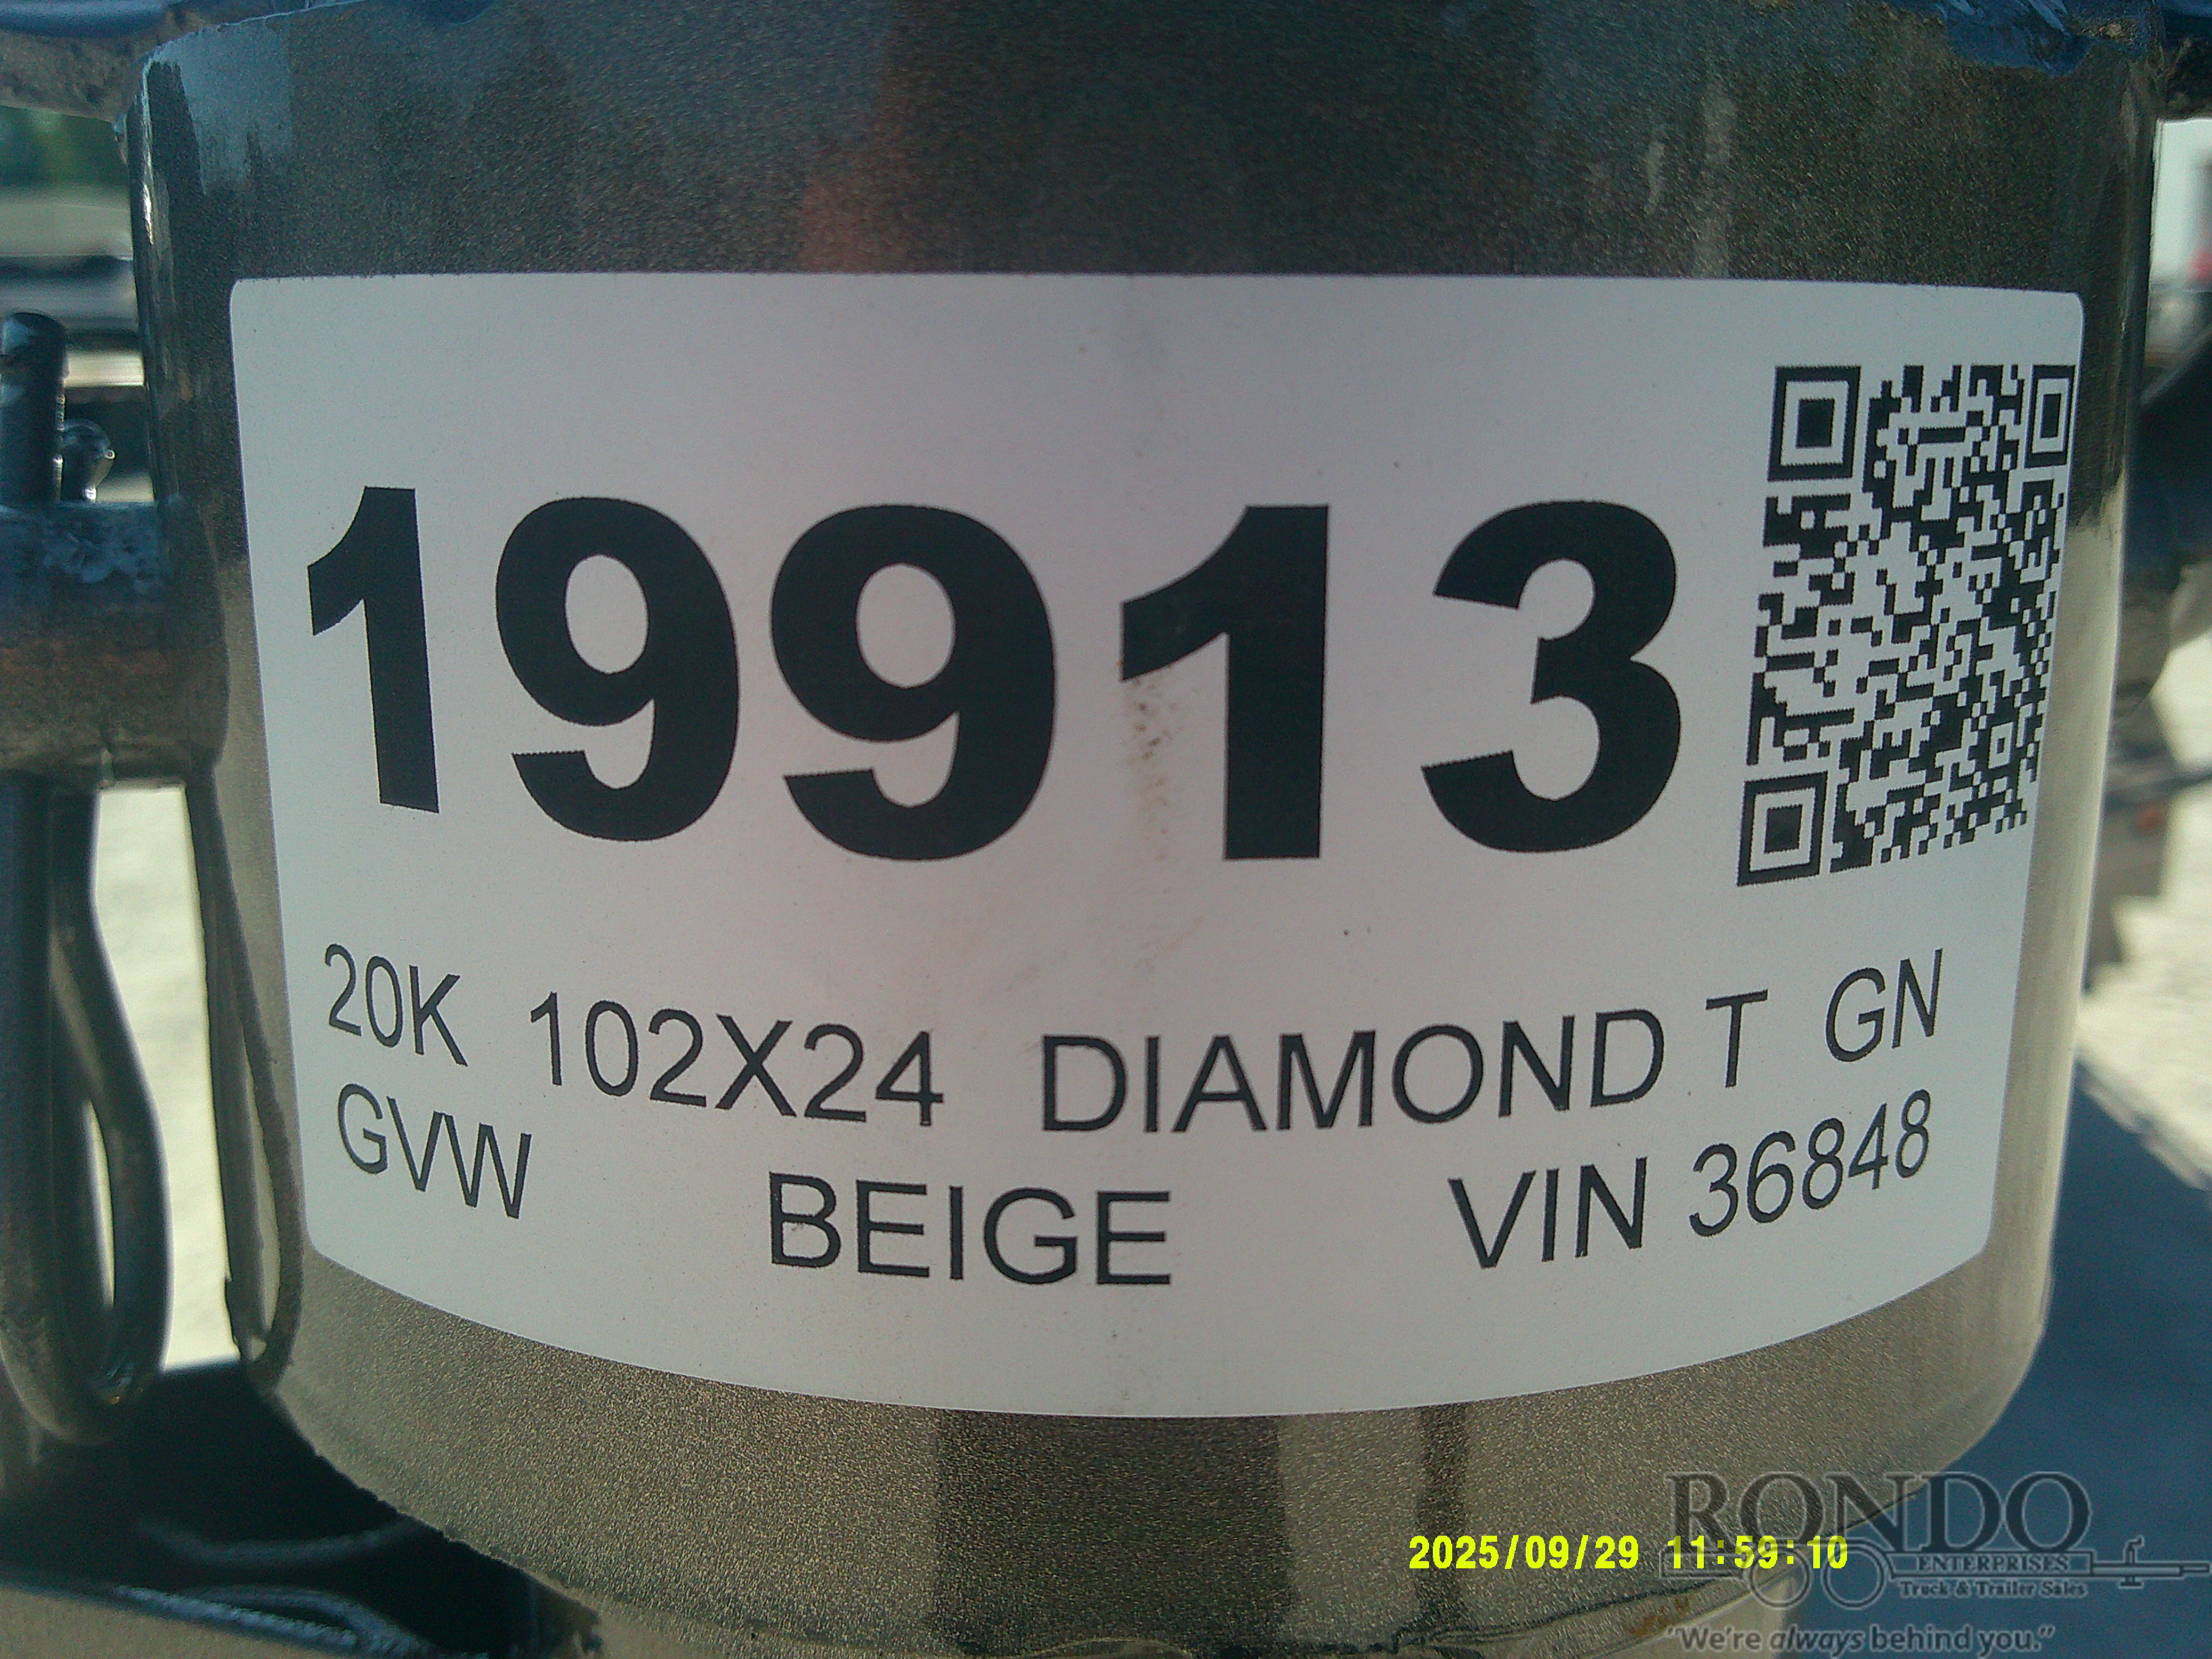 19913
20K 102X24 DIAMOND T GN
GVW BEIGE VIN 36848
2025/09/29 11:59:10
RONDO
ENTERPRISES
Truck & Trailer Sales
"We're always behind you."